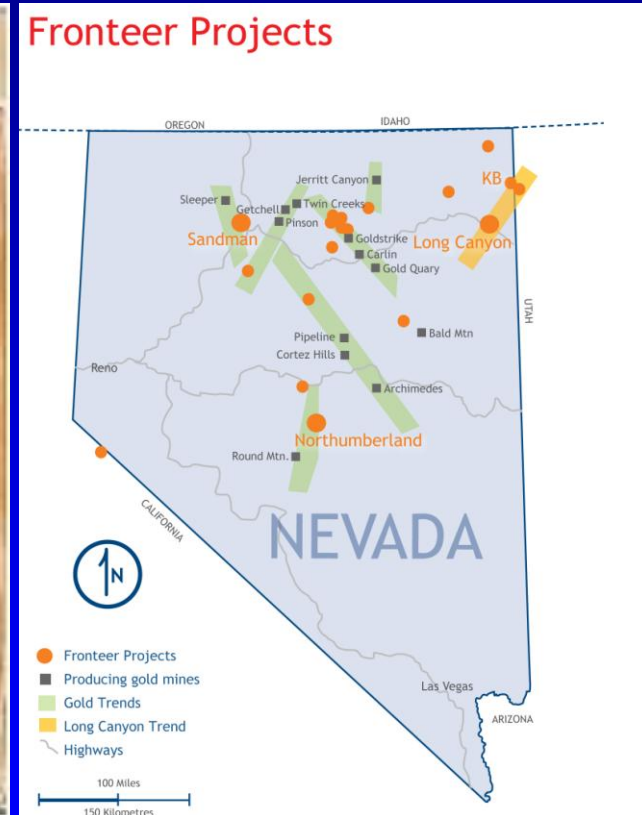 Fronteer Projects
OREGON
IDAHO
Jerritt Canyon
KB
Sleeper
Getchell
Twin Creeks
Pinson
Sandman
Goldstrike
Long Canyon
Carlin
Gold Quary
UTAH
Pipeline
Bald Mtn
Cortez Hills
Reno
Archimedes
Northumberland
Round Mtn.
CALIFORNIA
NEVADA
N
Fronteer Projects
Producing gold mines
Gold Trends
Long Canyon Trend
Highways
Las Vegas
ARIZONA
100 Miles
150 Kilometres